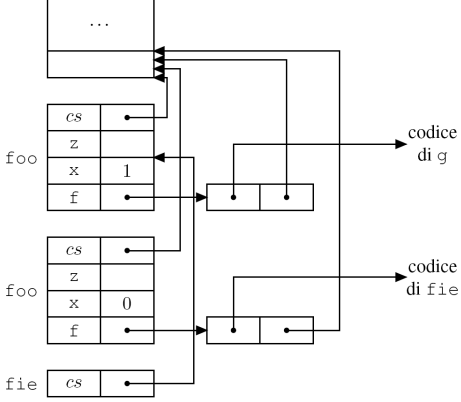 ...
cs
z
foo
x 1
f
codice
di g
cs
z
foo
x 0
f
codice
di fie
fie cs